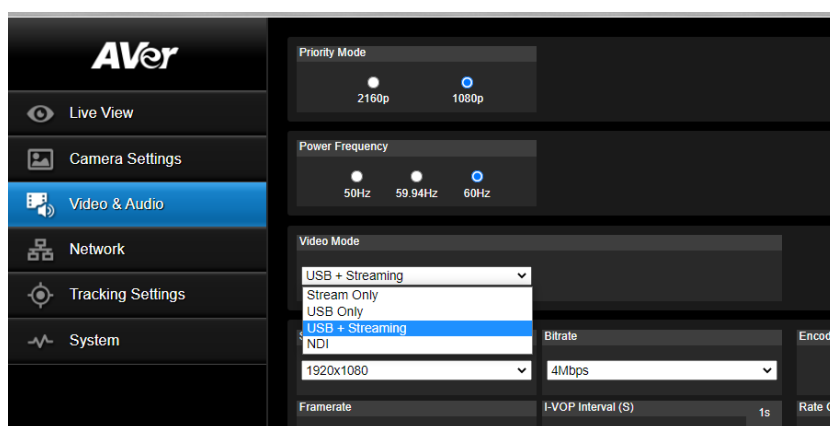 AVer
Live View
Camera Settings
Video & Audio
Network
Tracking Settings
System
Priority Mode
2160p 1080p
Power Frequency
50Hz 59.94Hz 60Hz
Video Mode
USB + Streaming
Stream Only
USB Only
USB + Streaming
NDI
Bitrate
1920x1080
4Mbps
Framerate
I-VOP Interval (S) 1s